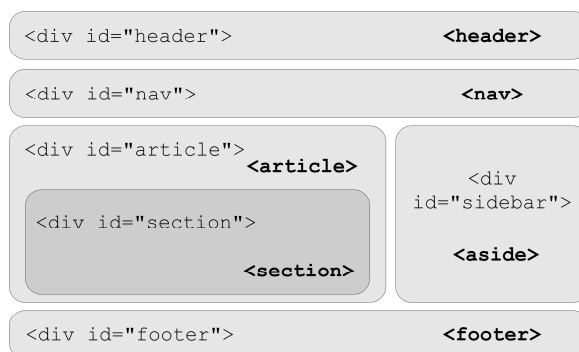 <div id="header"> <header>
<div id="nav"> <nav>
<div id="article">
<article>
<div id="section">
<section>
<div
id="sidebar">
<aside>
<div id="footer"> <footer>